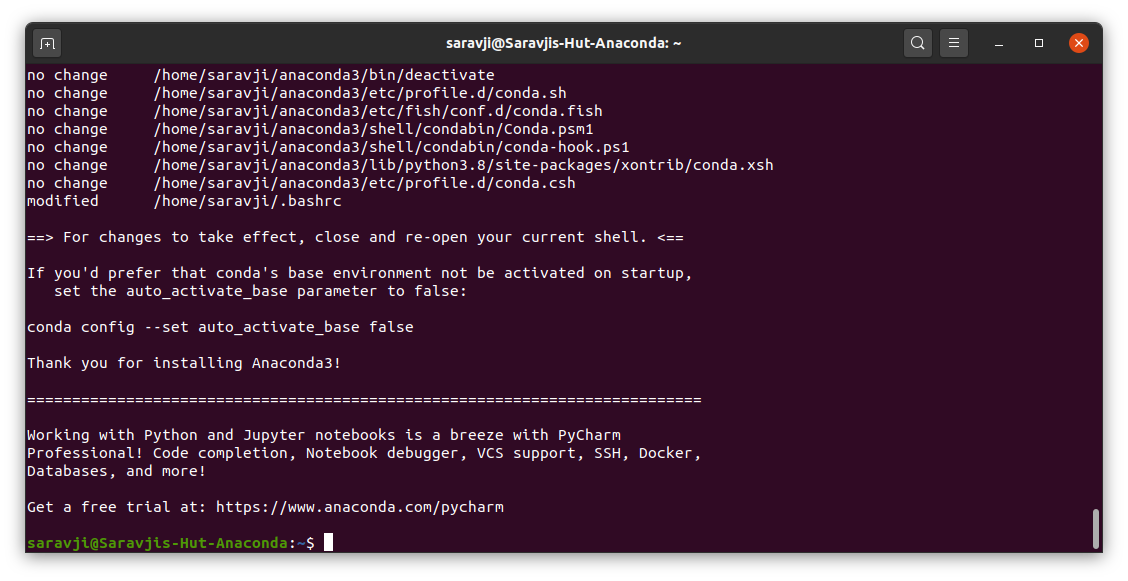 saravji@Saravjis-Hut-Anaconda: ~
no change     /home/saravji/anaconda3/bin/deactivate
no change     /home/saravji/anaconda3/etc/profile.d/conda.sh
no change     /home/saravji/anaconda3/etc/fish/conf.d/conda.fish
no change     /home/saravji/anaconda3/shell/condabin/Conda.psm1
no change     /home/saravji/anaconda3/shell/condabin/conda-hook.ps1
no change     /home/saravji/anaconda3/lib/python3.8/site-packages/xontrib/conda.xsh
no change     /home/saravji/anaconda3/etc/profile.d/conda.csh
modified      /home/saravji/.bashrc
==> For changes to take effect, close and re-open your current shell. <==
If you'd prefer that conda's base environment not be activated on startup,
   set the auto_activate_base parameter to false:
conda config --set auto_activate_base false
Thank you for installing Anaconda3!
===========================================================================
Working with Python and Jupyter notebooks is a breeze with PyCharm
Professional! Code completion, Notebook debugger, VCS support, SSH, Docker,
Databases, and more!
Get a free trial at: https://www.anaconda.com/pycharm
saravji@Saravjis-Hut-Anaconda:~$